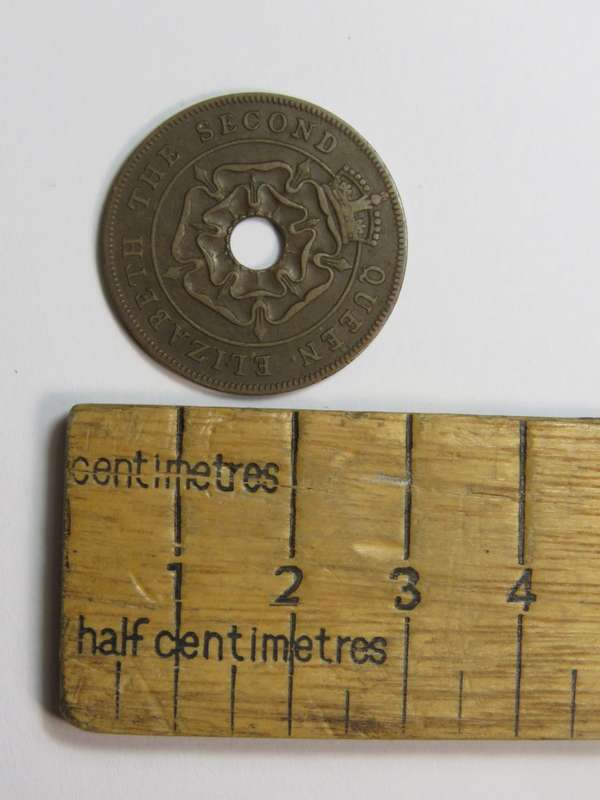 QUEEN · ELIZABETH THE SECOND
centimetres
1 2 3 4
half centimetres